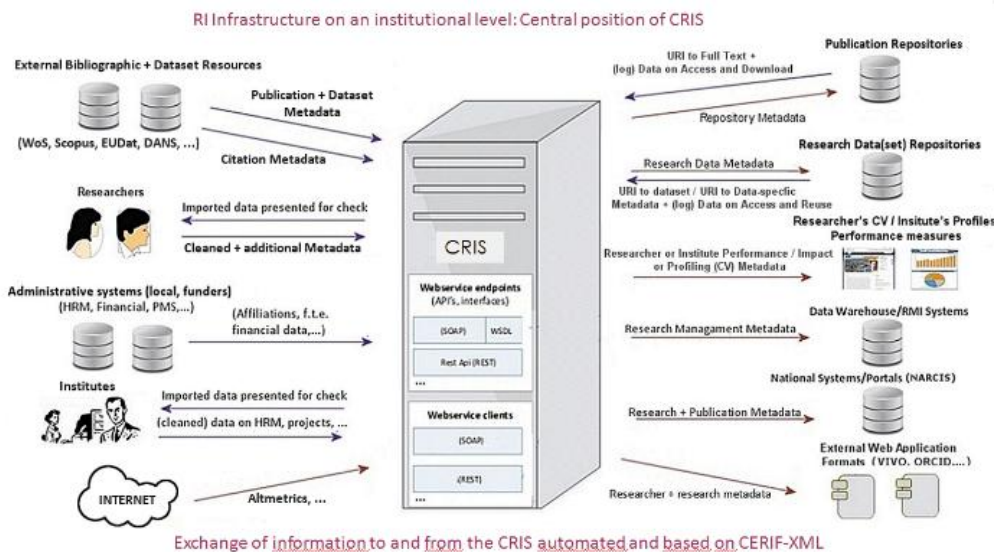 RI Infrastructure on an institutional level: Central position of CRIS
External Bibliographic + Dataset Resources
(WoS, Scopus, EUDat, DANS, ...)
Publication + Dataset
Metadata
Citation Metadata
Researchers
Imported data presented for check
Cleaned + additional Metadata
Administrative systems (local, funders)
(HRM, Financial, PMS,...)
(Affiliations, f.t.e.
financial data,...)
Institutes
Imported data presented for check
(cleaned) data on HRM, projects, ...
INTERNET
Altmetrics, ...
CRIS
Webservice endpoints
(API's, interfaces)
(SOAP)
WSDL
Rest Api (REST)
...
Webservice clients
(SOAP)
(REST)
...
Publication Repositories
URI to Full Text +
(log) Data on Access and Download
Repository Metadata
Research Data(set) Repositories
Research Data Metadata
URI to dataset / URI to Data-specfic
Metadata + (log) Data on Access and Reuse
Researcher's CV / Insitute's Profiles
Performance measures
Researcher or Institute Performance / Impact
or Profiling (CV) Metadata
Data Warehouse/RMI Systems
Research Managament Metadata
National Systems/Portals (NARCIS)
Research + Publication Metadata
External Web Application
Formats (VIVO, ORCID,...)
Researcher + research metadata
Exchange of information to and from the CRIS automated and based on CERIF-XML